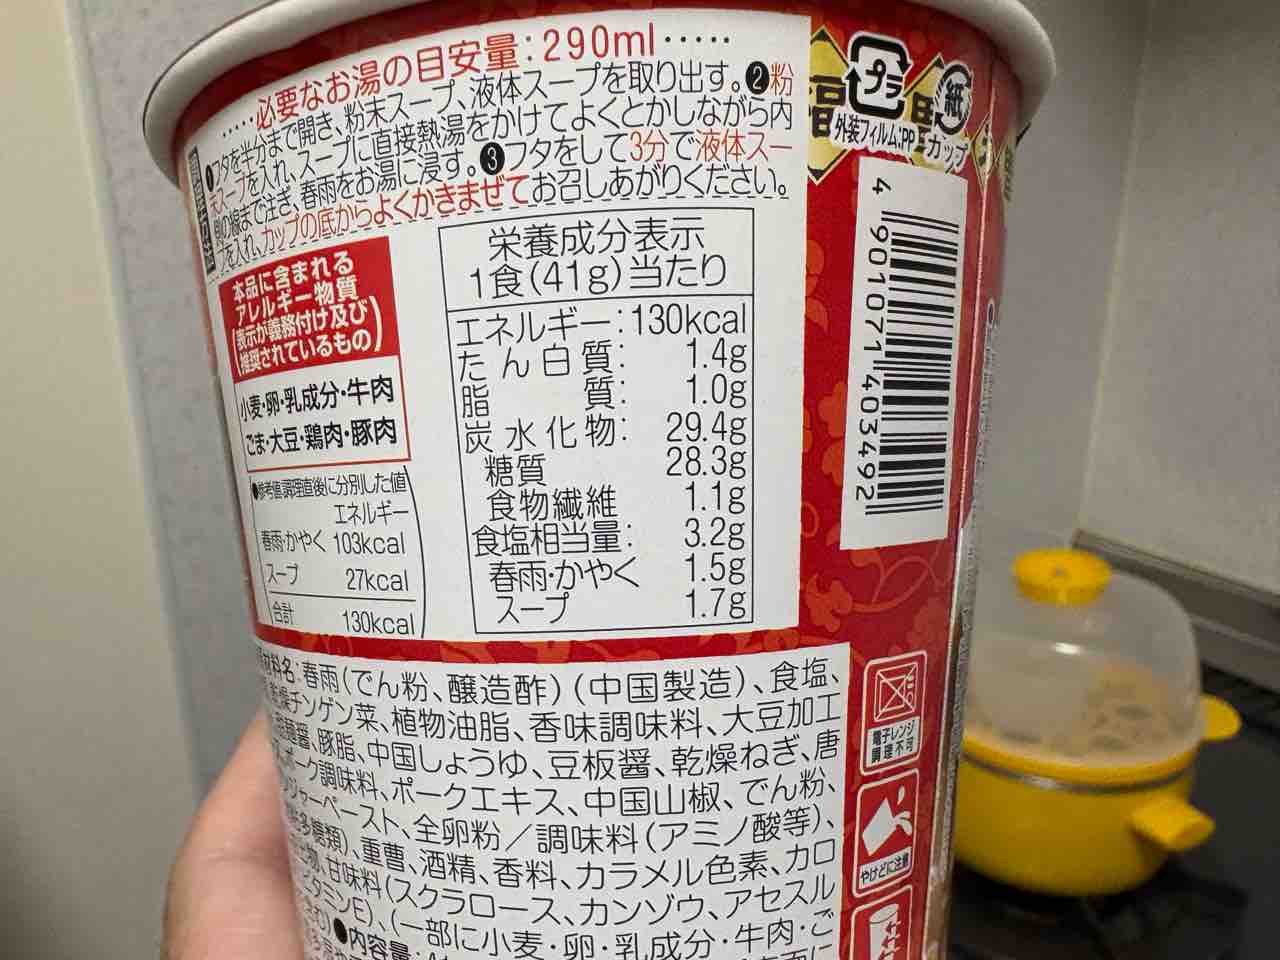 必要なお湯の目安量:290ml
フタを半分まで開き、粉末スープ、液体スープを取り出す。❷粉
末スープを入れ、スープに直接熱湯をかけてよくとかしながら内
側の線まで注ぎ、春雨をお湯に浸す。❸フタをして3分で液体スー
プを入れ、カップの底からよくかきまぜてお召しあがりください。
本品に含まれる
アレルギー物質
(表示が義務付け及び
推奨されているもの)
小麦・卵・乳成分・牛肉
ごま・大豆・鶏肉・豚肉
●参考値 調理直後に分別した値
エネルギー
春雨・かやく 103kcal
スープ 27kcal
合計 130kcal
栄養成分表示
1食(41g)当たり
エネルギー:130kcal
たん白質: 1.4g
脂質: 1.0g
炭水化物: 29.4g
糖質 28.3g
食物繊維 1.1g
食塩相当量: 3.2g
春雨・かやく 1.5g
スープ 1.7g
材料名:春雨(でん粉、醸造酢)(中国製造)、食塩、
チンゲン菜、植物油脂、香味調味料、大豆加工
豚脂、中国しょうゆ、豆板醤、乾燥ねぎ、唐
ポーク調味料、ポークエキス、中国山椒、でん粉、
ジャーペースト、全卵粉/調味料(アミノ酸等)、
多糖類)、重曹、酒精、香料、カラメル色素、カロ
甘味料(スクラロース、カンゾウ、アセスル
タミンE)、(一部に小麦・卵・乳成分・牛肉・ご
●内容量:
プラ
外装フィルム:PP
紙
カップ
4 901071 403492
電子レンジ
調理不可
やけどに注意